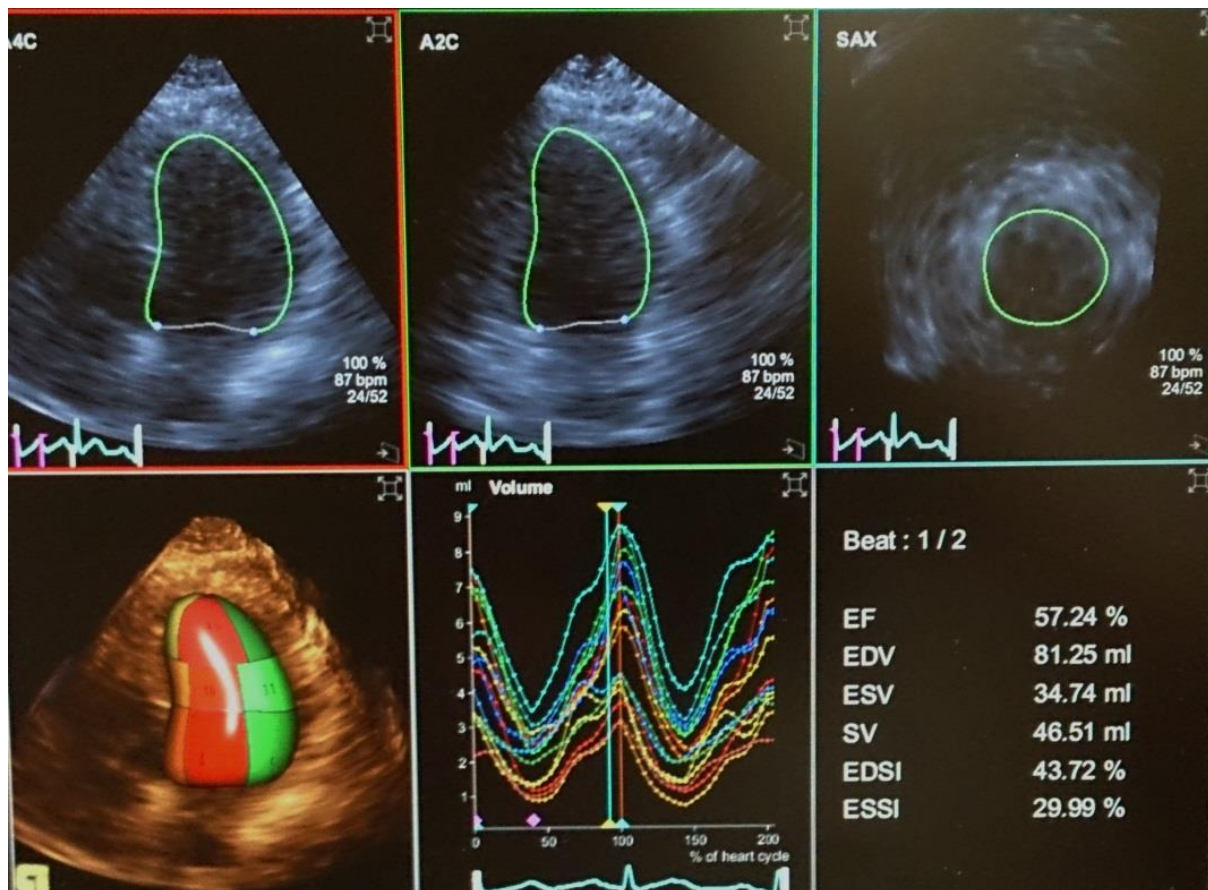 A4C
100 %
87 bpm
24/52
A2C
100 %
87 bpm
24/52
SAX
100 %
87 bpm
24/52
ml Volume
9
8
7
6
5
4
3
2
1
0 50 100 150 200
% of heart cycle
Beat : 1 / 2
EF 57.24 %
EDV 81.25 ml
ESV 34.74 ml
SV 46.51 ml
EDSI 43.72 %
ESSI 29.99 %